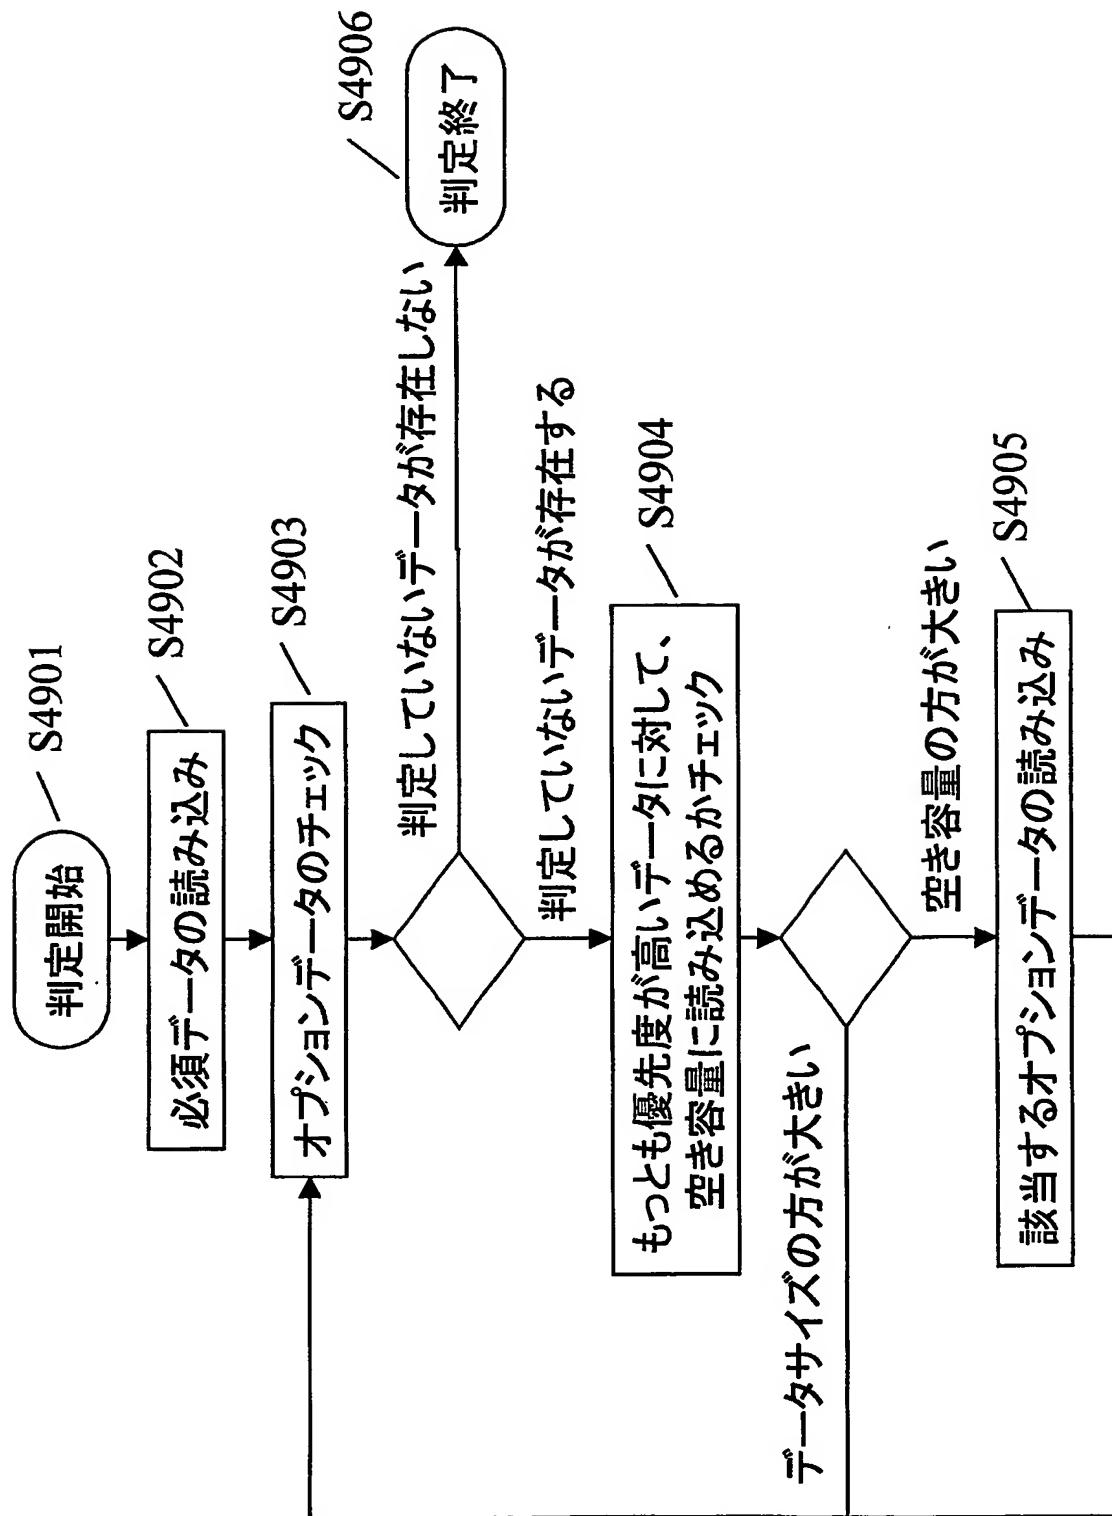 判定開始
S4901
必須データの読み込み
S4902
オプションデータのチェック
S4903
判定していないデータが存在しない
判定終了
S4906
判定していないデータが存在する
もっとも優先度が高いデータに対して、
空き容量に読み込めるかチェック
S4904
データサイズの方が大きい
空き容量の方が大きい
該当するオプションデータの読み込み
S4905